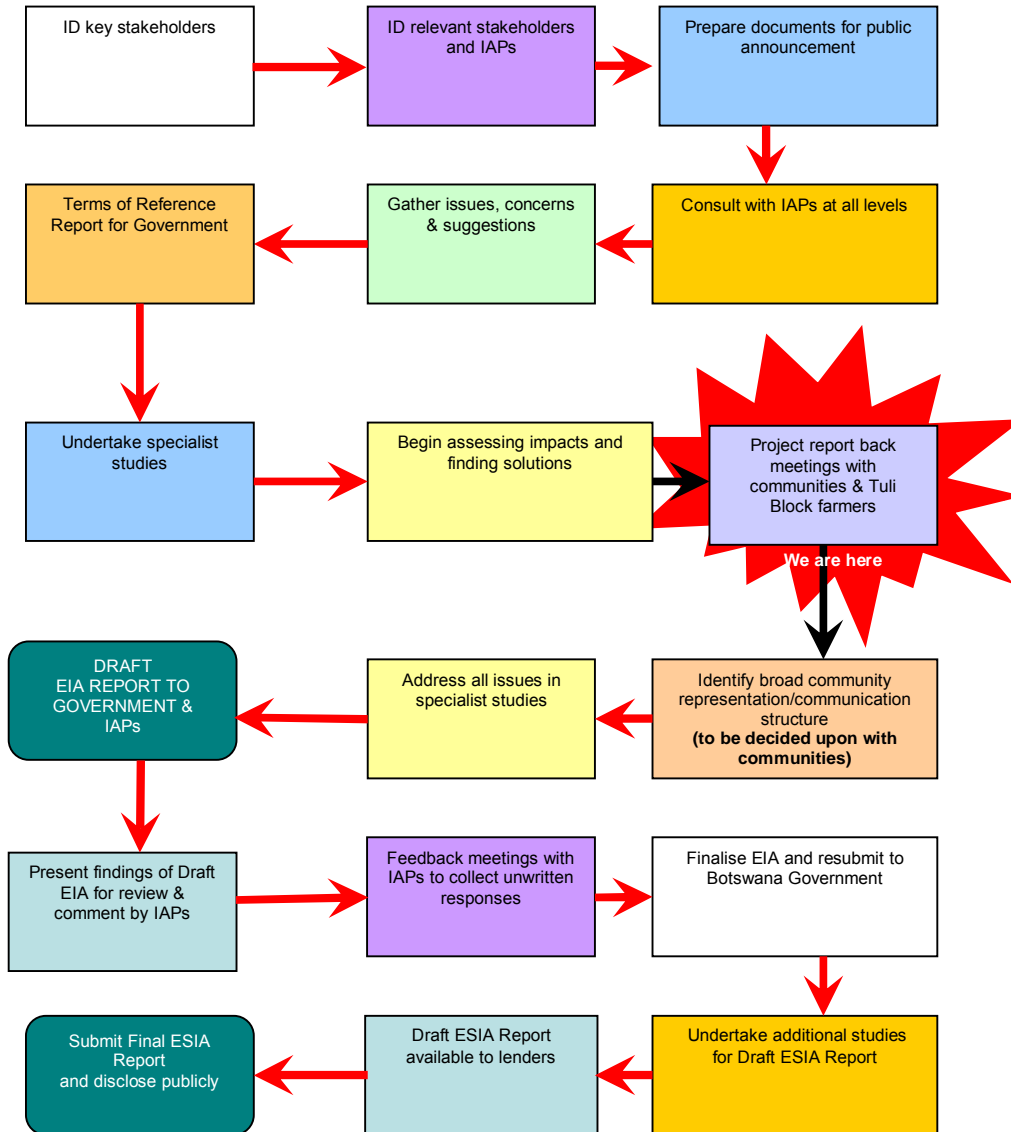 ID key stakeholders
ID relevant stakeholders
and IAPs
Prepare documents for public
announcement
Consult with IAPs at all levels
Gather issues, concerns
& suggestions
Terms of Reference
Report for Government
Undertake specialist
studies
Begin assessing impacts and
finding solutions
Project report back
meetings with
communities & Tuli
Block farmers
We are here
Identify broad community
representation/communication
structure
(to be decided upon with
communities)
Address all issues in
specialist studies
DRAFT
EIA REPORT TO
GOVERNMENT &
IAPs
Present findings of Draft
EIA for review &
comment by IAPs
Feedback meetings with
IAPs to collect unwritten
responses
Finalise EIA and resubmit to
Botswana Government
Undertake additional studies
for Draft ESIA Report
Draft ESIA Report
available to lenders
Submit Final ESIA
Report
and disclose publicly